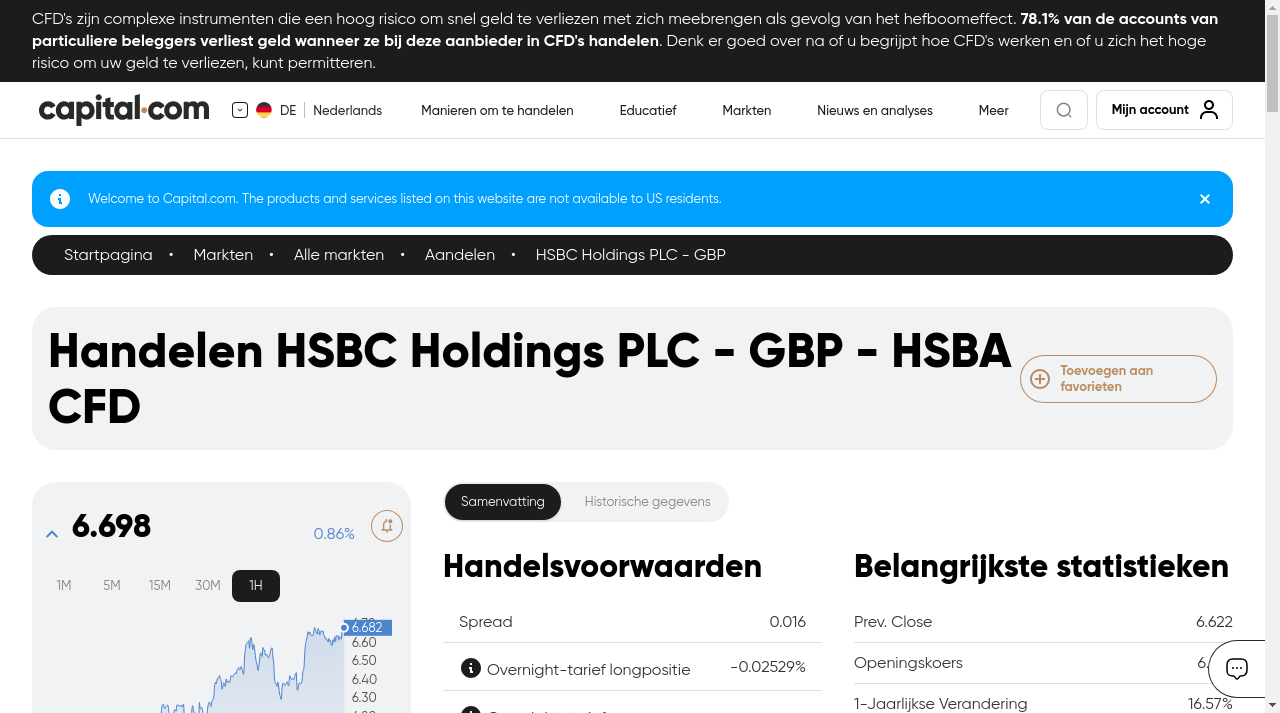 CFD's zijn complexe instrumenten die een hoog risico om snel geld te verliezen met zich meebrengen als gevolg van het hefboomeffect. 78.1% van de accounts van
particuliere beleggers verliest geld wanneer ze bij deze aanbieder in CFD's handelen. Denk er goed over na of u begrijpt hoe CFD's werken en of u zich het hoge
risico om uw geld te verliezen, kunt permitteren.
capital.com
DE
Nederlands
Manieren om te handelen
Educatief
Markten
Nieuws en analyses
Meer
Mijn account
Welcome to Capital.com. The products and services listed on this website are not available to US residents.
Startpagina • Markten • Alle markten • Aandelen • HSBC Holdings PLC - GBP
Handelen HSBC Holdings PLC - GBP - HSBA
CFD
Toevoegen aan
favorieten
6.698
0.86%
1M 5M 15M 30M 1H
6.682
6.60
6.50
6.40
6.30
Samenvatting
Historische gegevens
Handelsvoorwaarden
Spread 0.016
Overnight-tarief longpositie -0.02529%
Belangrijkste statistieken
Prev. Close 6.622
Openingskoers
1-Jaarlijkse Verandering 16.57%